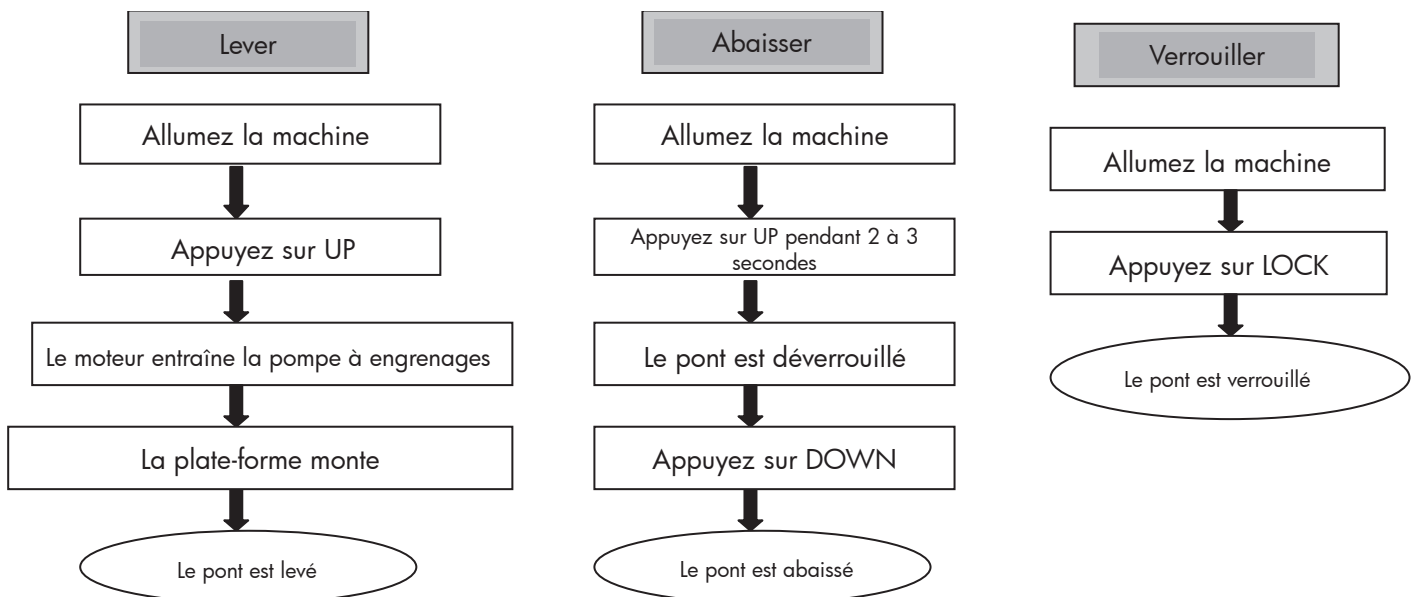 Lever
Allumez la machine
Appuyez sur UP
Le moteur entraîne la pompe à engrenages
La plate-forme monte
Le pont est levé
Abaisser
Allumez la machine
Appuyez sur UP pendant 2 à 3
secondes
Le pont est déverrouillé
Appuyez sur DOWN
Le pont est abaissé
Verrouiller
Allumez la machine
Appuyez sur LOCK
Le pont est verrouillé